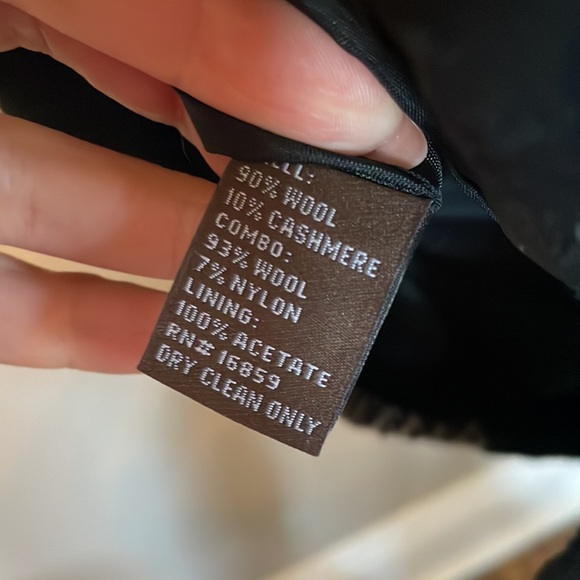 90% WOOL
10% CASHMERE
COMBO:
93% WOOL
7% NYLON
LINING:
100% ACETATE
RN# 16859
DRY CLEAN ONLY